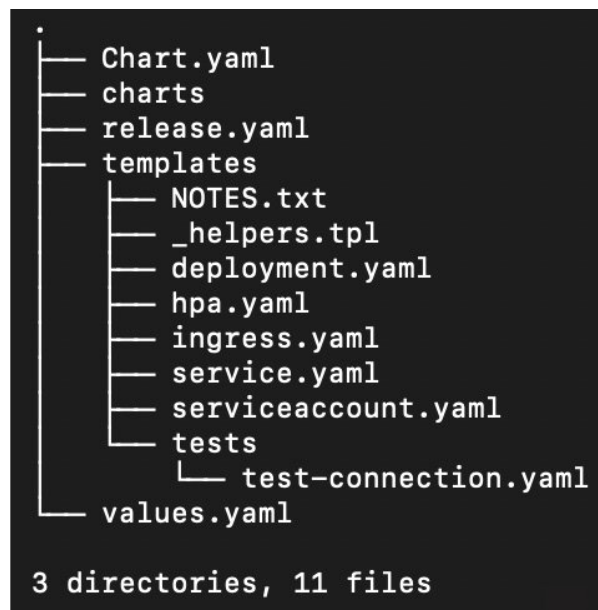 .
├── Chart.yaml
├── charts
├── release.yaml
├── templates
│   ├── NOTES.txt
│   ├── _helpers.tpl
│   ├── deployment.yaml
│   ├── hpa.yaml
│   ├── ingress.yaml
│   ├── service.yaml
│   ├── serviceaccount.yaml
│   └── tests
│       └── test-connection.yaml
└── values.yaml

3 directories, 11 files